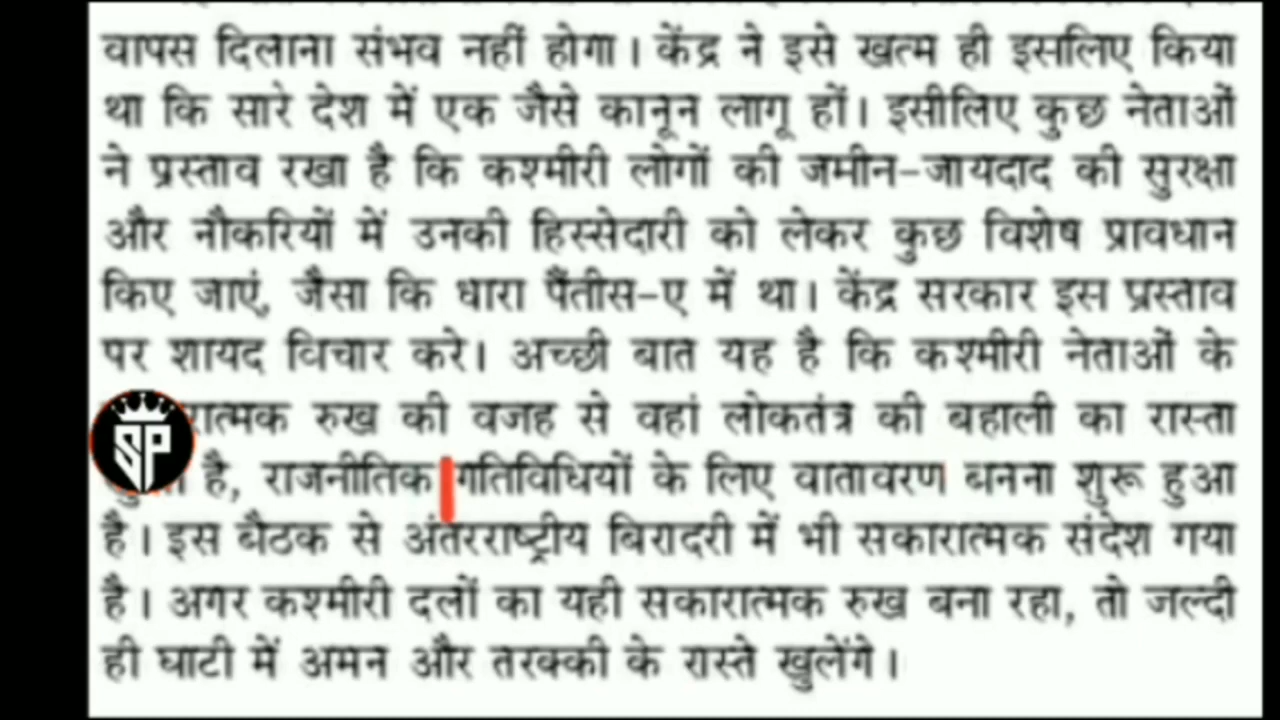 वापस दिलाना संभव नहीं होगा। केंद्र ने इसे खत्म ही इसलिए किया
था कि सारे देश में एक जैसे कानून लागू हों। इसीलिए कुछ नेताओं
ने प्रस्ताव रखा है कि कश्मीरी लोगों की जमीन-जायदाद की सुरक्षा
और नौकरियों में उनकी हिस्सेदारी को लेकर कुछ विशेष प्रावधान
किए जाएं, जैसा कि धारा पैंतीस-ए में था। केंद्र सरकार इस प्रस्ताव
पर शायद विचार करे। अच्छी बात यह है कि कश्मीरी नेताओं के
रुख की वजह से वहां लोकतंत्र की बहाली का रास्ता
SP
है, राजनीतिक गतिविधियों के लिए वातावरण बनना शुरू हुआ
है। इस बैठक से अंतरराष्ट्रीय बिरादरी में भी सकारात्मक संदेश गया
है। अगर कश्मीरी दलों का यही सकारात्मक रुख बना रहा, तो जल्दी
ही घाटी में अमन और तरक्की के रास्ते खुलेंगे।